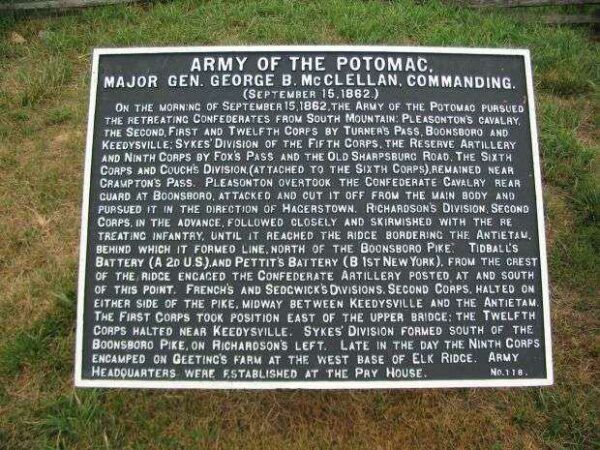 ARMY OF THE POTOMAC,
MAJOR GEN. GEORGE B. MCCLELLAN, COMMANDING.
(SEPTEMBER 15, 1862.)
ON THE MORNING OF SEPTEMBER 15, 1862, THE ARMY OF THE POTOMAC PURSUED
THE RETREATING CONFEDERATES FROM SOUTH MOUNTAIN: PLEASONTON'S CAVALRY,
THE SECOND, FIRST AND TWELFTH CORPS BY TURNER'S PASS, BOONSBORO AND
KEEDYSVILLE; SYKES' DIVISION OF THE FIFTH CORPS, THE RESERVE ARTILLERY
AND NINTH CORPS BY FOX'S PASS AND THE OLD SHARPSBURG ROAD. THE SIXTH
CORPS AND COUCH'S DIVISION, (ATTACHED TO THE SIXTH CORPS), REMAINED NEAR
CRAMPTON'S PASS. PLEASONTON OVERTOOK THE CONFEDERATE CAVALRY REAR
GUARD AT BOONSBORO, ATTACKED AND CUT IT OFF FROM THE MAIN BODY AND
PURSUED IT IN THE DIRECTION OF HAGERSTOWN. RICHARDSON'S DIVISION, SECOND
CORPS, IN THE ADVANCE, FOLLOWED CLOSELY AND SKIRMISHED WITH THE RE
TREATING INFANTRY, UNTIL IT REACHED THE RIDGE BORDERING THE ANTIETAM,
BEHIND WHICH IT FORMED LINE, NORTH OF THE BOONSBORO PIKE. TIDBALL'S
BATTERY (A 2D U.S.), AND PETTIT'S BATTERY (B 1ST NEW YORK), FROM THE CREST
OF THE RIDGE ENGAGED THE CONFEDERATE ARTILLERY POSTED, AT AND SOUTH
OF THIS POINT. FRENCH'S AND SEDGWICK'S DIVISIONS, SECOND CORPS, HALTED ON
EITHER SIDE OF THE PIKE, MIDWAY BETWEEN KEEDYSVILLE AND THE ANTIETAM.
THE FIRST CORPS TOOK POSITION EAST OF THE UPPER BRIDGE; THE TWELFTH
CORPS HALTED NEAR KEEDYSVILLE. SYKES' DIVISION FORMED SOUTH OF THE
BOONSBORO PIKE, ON RICHARDSON'S LEFT. LATE IN THE DAY THE NINTH CORPS
ENCAMPED ON GEETING'S FARM AT THE WEST BASE OF ELK RIDGE. ARMY
HEADQUARTERS WERE ESTABLISHED AT THE PRY HOUSE. NO. 118.